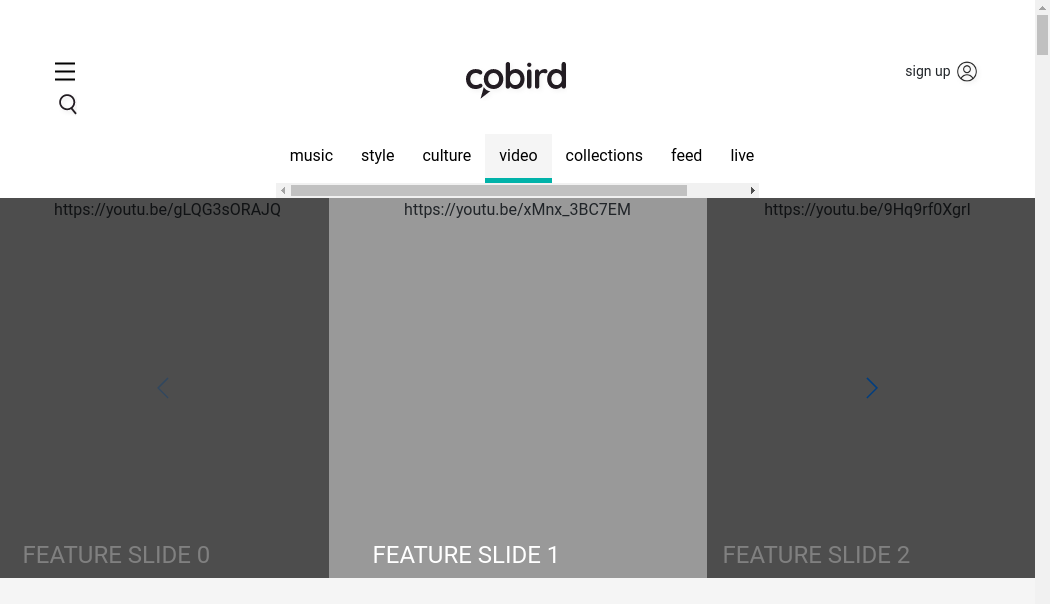 cobird
sign up
music style culture video collections feed live
https://youtu.be/gLQG3sORAJQ https://youtu.be/xMnx_3BC7EM https://youtu.be/9Hq9rf0XgrI
FEATURE SLIDE 0 FEATURE SLIDE 1 FEATURE SLIDE 2